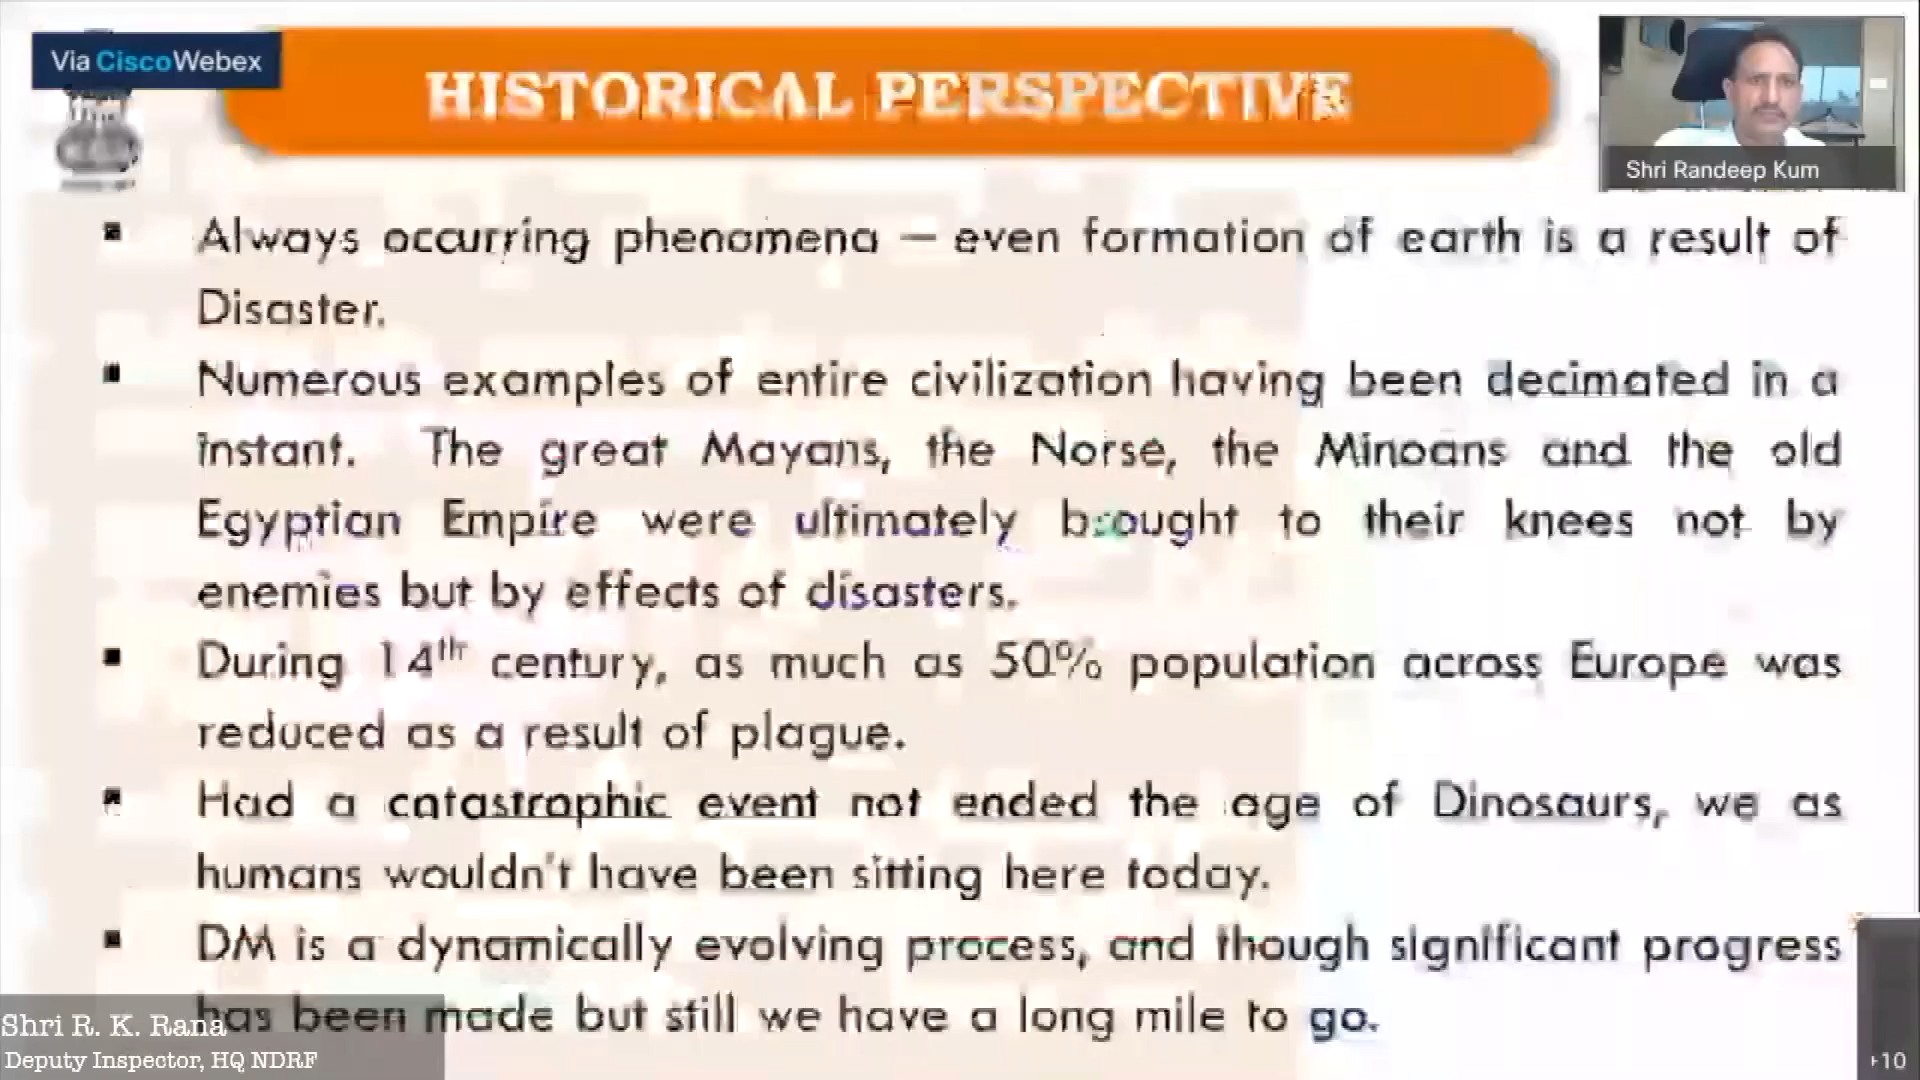 Via CiscoWebex
HISTORICAL PERSPECTIVE
Shri Randeep Kum
Always occurring phenomena – even formation of earth is a result of
Disaster.
Numerous examples of entire civilization having been decimated in a
instant. The great Mayans, the Norse, the Minoans and the old
Egyptian Empire were ultimately brought to their knees not by
enemies but by effects of disasters.
During 14th century, as much as 50% population across Europe was
reduced as a result of plague.
Had a catastrophic event not ended the age of Dinosaurs, we as
humans wouldn't have been sitting here today.
DM is a dynamically evolving process, and though significant progress
has been made but still we have a long mile to go.
Shri R. K. Rana
Deputy Inspector, HQ NDRF
+10